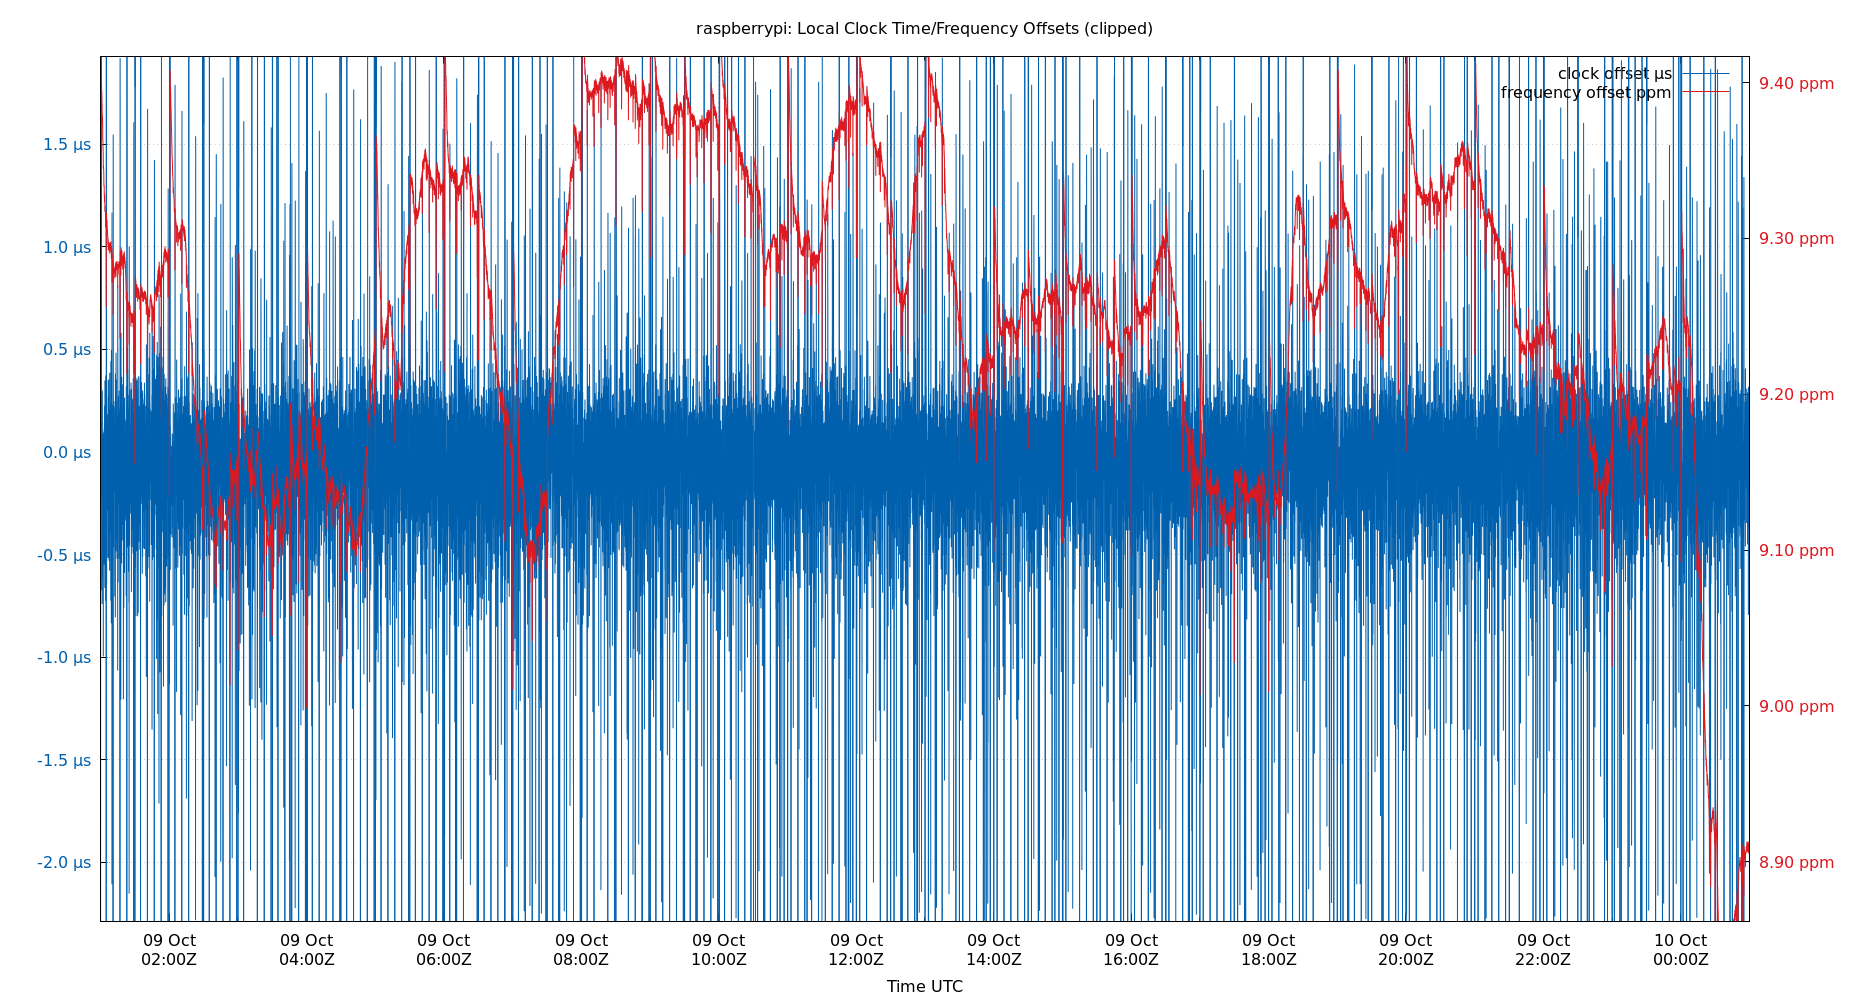 raspberrypi: Local Clock Time/Frequency Offsets (clipped)
clock offset µs
frequency offset ppm
1.5 µs
1.0 µs
0.5 µs
0.0 µs
-0.5 µs
-1.0 µs
-1.5 µs
-2.0 µs
9.40 ppm
9.30 ppm
9.20 ppm
9.10 ppm
9.00 ppm
8.90 ppm
09 Oct
02:00Z
09 Oct
04:00Z
09 Oct
06:00Z
09 Oct
08:00Z
09 Oct
10:00Z
09 Oct
12:00Z
09 Oct
14:00Z
09 Oct
16:00Z
09 Oct
18:00Z
09 Oct
20:00Z
09 Oct
22:00Z
10 Oct
00:00Z
Time UTC